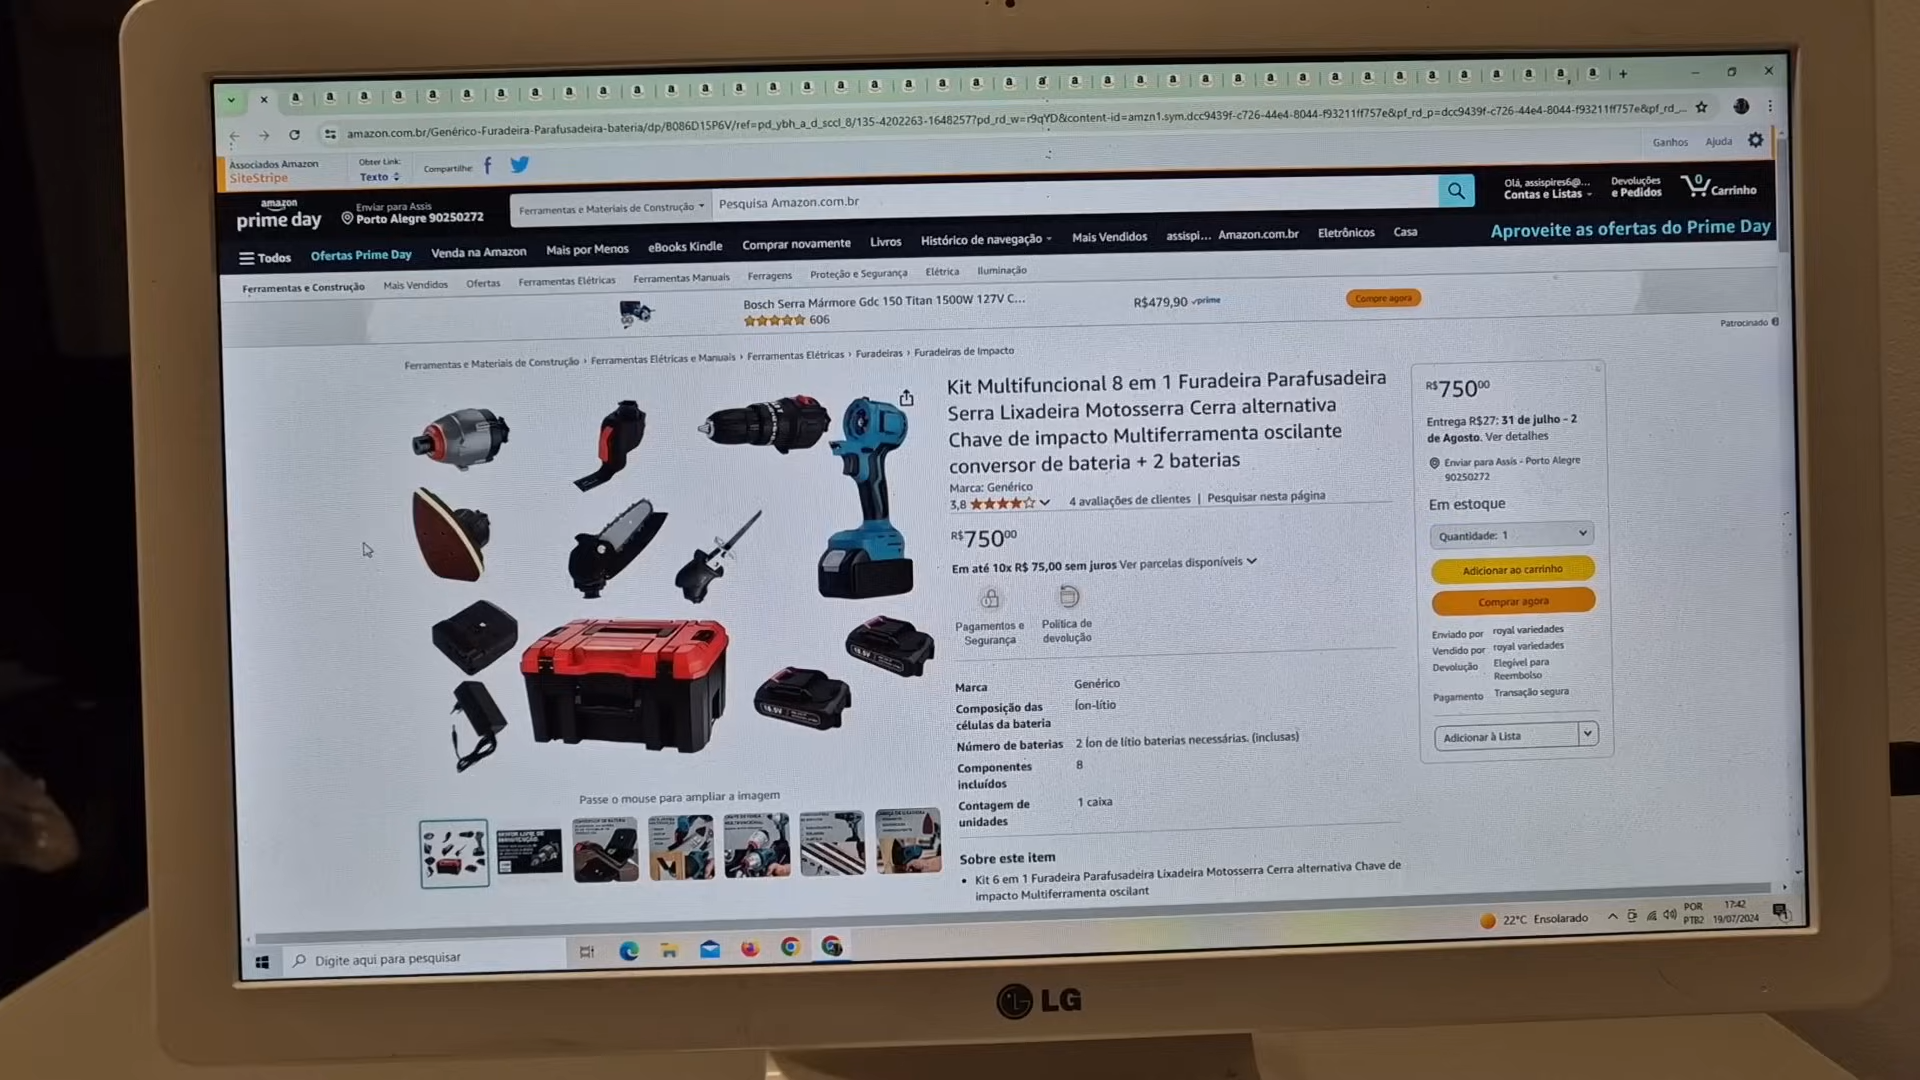 amazon.com.br/Genérico-Furadeira-Parafusadeira-bateria/dp/B086D15P6V/ref=pd_ybh_a_d_sccl_8/135-4202263-1648257?pd_rd_w=r9qYD&content-id=amzn1.sym.dcc9439f-c726-44e4-8044-f93211ff757e&pf_rd_p=dcc9439f-c726-44e4-8044-f93211ff757e&pf_rd_...
Associados Amazon
SiteStripe
Obter Link:
Texto
Compartilhe:
Ganhos
Ajuda
amazon
prime day
Enviar para Assis
Porto Alegre 90250272
Ferramentas e Materiais de Construção
Pesquisa Amazon.com.br
Olá, assispires6@...
Contas e Listas
Devoluções
e Pedidos
0
Carrinho
Todos
Ofertas Prime Day
Venda na Amazon
Mais por Menos
eBooks Kindle
Comprar novamente
Livros
Histórico de navegação
Mais Vendidos
assispi... Amazon.com.br
Eletrônicos
Casa
Aproveite as ofertas do Prime Day
Ferramentas e Construção
Mais Vendidos
Ofertas
Ferramentas Elétricas
Ferramentas Manuais
Ferragens
Proteção e Segurança
Elétrica
Iluminação
Bosch Serra Mármore Gdc 150 Titan 1500W 127V C...
606
R$479,90 prime
Compre agora
Patrocinado
Ferramentas e Materiais de Construção › Ferramentas Elétricas e Manuais › Ferramentas Elétricas › Furadeiras › Furadeiras de Impacto
Kit Multifuncional 8 em 1 Furadeira Parafusadeira
Serra Lixadeira Motosserra Cerra alternativa
Chave de impacto Multiferramenta oscilante
conversor de bateria + 2 baterias
Marca: Genérico
3,8
4 avaliações de clientes | Pesquisar nesta página
R$75000
Em até 10x R$ 75,00 sem juros Ver parcelas disponíveis
Pagamentos e
Segurança
Política de
devolução
Marca
Genérico
Composição das
células da bateria
Íon-lítio
Número de baterias
2 Íon de lítio baterias necessárias. (inclusas)
Componentes
incluídos
8
Contagem de
unidades
1 caixa
Sobre este item
• Kit 6 em 1 Furadeira Parafusadeira Lixadeira Motosserra Cerra alternativa Chave de
impacto Multiferramenta oscilant
Passe o mouse para ampliar a imagem
R$75000
Entrega R$27: 31 de julho - 2
de Agosto. Ver detalhes
Enviar para Assis - Porto Alegre
90250272
Em estoque
Quantidade: 1
Adicionar ao carrinho
Comprar agora
Enviado por royal variedades
Vendido por royal variedades
Devolução Elegível para
Reembolso
Pagamento Transação segura
Adicionar à Lista
Digite aqui para pesquisar
22°C Ensolarado
POR
PTB2
17:42
19/07/2024
LG